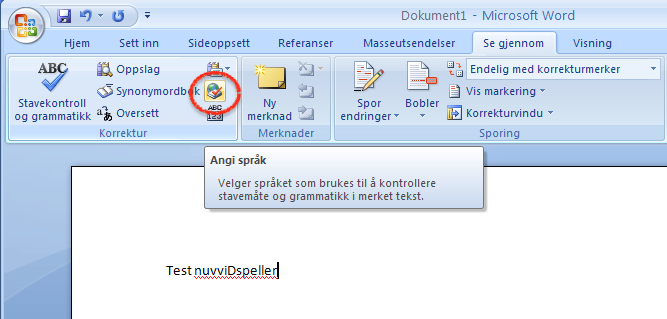 Dokument1 - Microsoft Word
Hjem Sett inn Sideoppsett Referanser Masseutsendelser Se gjennom Visning
ABC
Stavekontroll
og grammatikk
Oppslag
Synonymordbok
Oversett
ABC
123
Korrektur
Ny
merknad
Merknader
Spor
endringer
Bobler
Endelig med korrekturmerker
Vis markering
Korrekturvindu
Sporing
Angi språk
Velger språket som brukes til å kontrollere
stavemåte og grammatikk i merket tekst.
Test nuvviDspeller